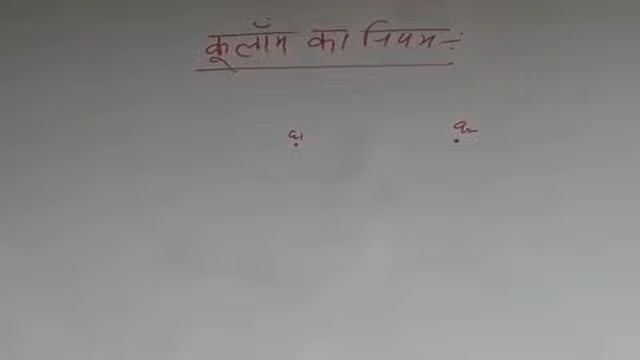 कूलॉम का नियम :-
q₁ q₂